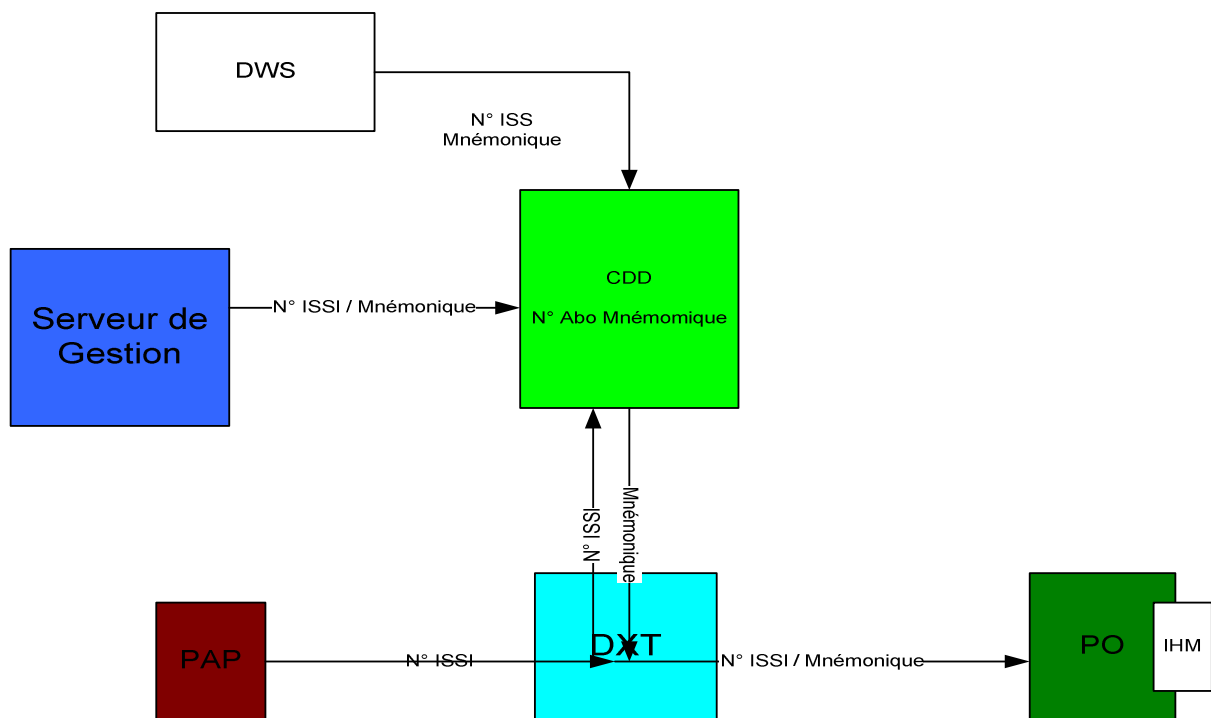 DWS
N° ISS
Mnémonique
CDD
N° Abo Mnémomique
Serveur de
Gestion
N° ISSI / Mnémonique
N° ISSI
Mnémonique
PAP
N° ISSI
DXT
N° ISSI / Mnémonique
PO
IHM